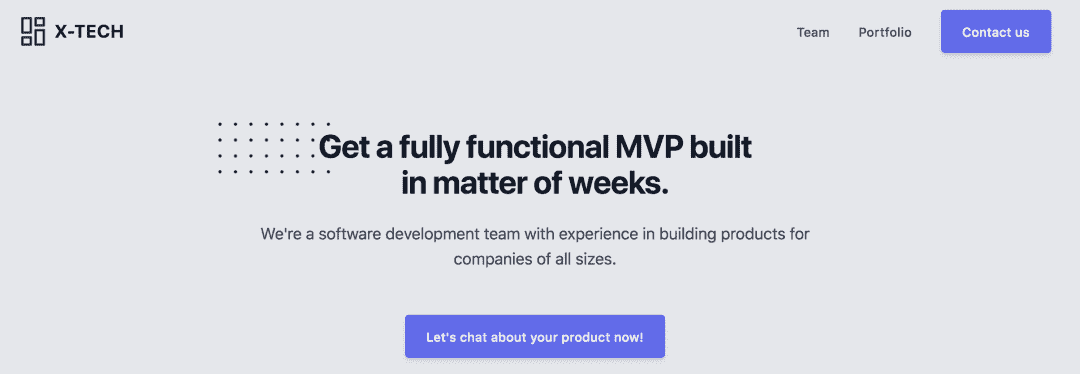 X-TECH
Team
Portfolio
Contact us
Get a fully functional MVP built
in matter of weeks.
We're a software development team with experience in building products for
companies of all sizes.
Let's chat about your product now!